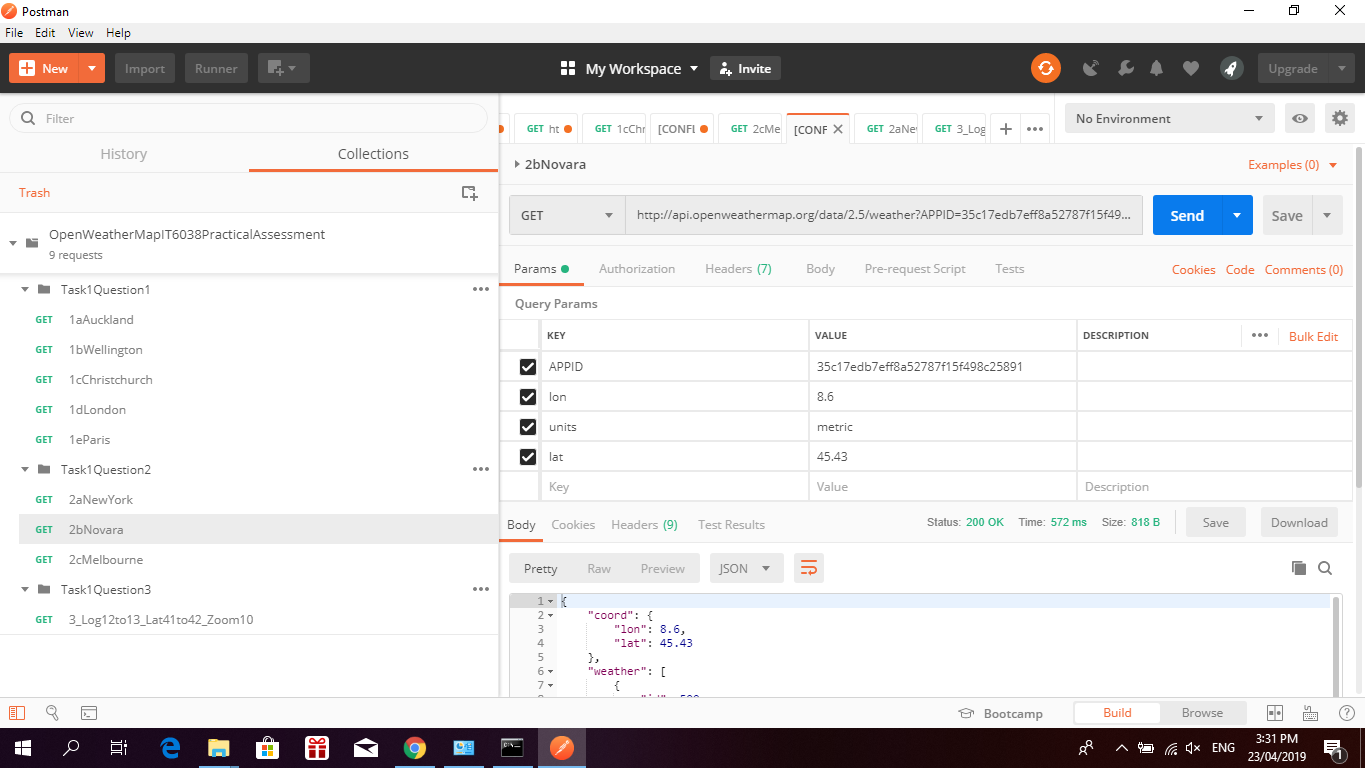 Postman
File Edit View Help
New Import Runner My Workspace Invite Upgrade
Filter
History Collections
Trash
OpenWeatherMapIT6038PracticalAssessment
9 requests
Task1Question1
GET 1aAuckland
GET 1bWellington
GET 1cChristchurch
GET 1dLondon
GET 1eParis
Task1Question2
GET 2aNewYork
GET 2bNovara
GET 2cMelbourne
Task1Question3
GET 3_Log12to13_Lat41to42_Zoom10
GET ht GET 1cChr [CONFL GET 2cMe [CONF GET 2aNe GET 3_Log
No Environment
2bNovara Examples (0)
GET http://api.openweathermap.org/data/2.5/weather?APPID=35c17edb7eff8a52787f15f49... Send Save
Params Authorization Headers (7) Body Pre-request Script Tests Cookies Code Comments (0)
Query Params
KEY VALUE DESCRIPTION Bulk Edit
APPID 35c17edb7eff8a52787f15f498c25891
lon 8.6
units metric
lat 45.43
Key Value Description
Body Cookies Headers (9) Test Results Status: 200 OK Time: 572 ms Size: 818 B Save Download
Pretty Raw Preview JSON
1 {
2 "coord": {
3 "lon": 8.6,
4 "lat": 45.43
5 },
6 "weather": [
7 {
Bootcamp Build Browse
ENG 3:31 PM
23/04/2019 1